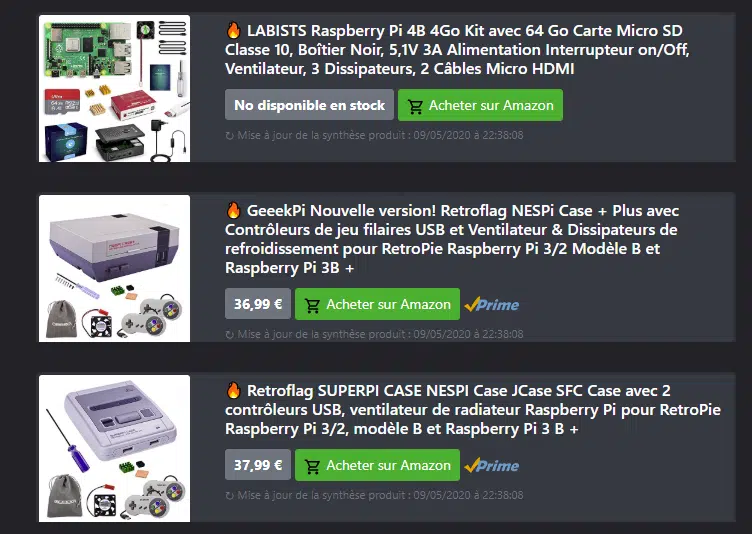 🔥 LABISTS Raspberry Pi 4B 4Go Kit avec 64 Go Carte Micro SD
Classe 10, Boîtier Noir, 5,1V 3A Alimentation Interrupteur on/Off,
Ventilateur, 3 Dissipateurs, 2 Câbles Micro HDMI
No disponible en stock
Acheter sur Amazon
↻ Mise à jour de la synthèse produit : 09/05/2020 à 22:38:08
🔥 GeeekPi Nouvelle version! Retroflag NESPi Case + Plus avec
Contrôleurs de jeu filaires USB et Ventilateur & Dissipateurs de
refroidissement pour RetroPie Raspberry Pi 3/2 Modèle B et
Raspberry Pi 3B +
36,99 €
Acheter sur Amazon
Prime
↻ Mise à jour de la synthèse produit : 09/05/2020 à 22:38:08
🔥 Retroflag SUPERPI CASE NESPI Case JCase SFC Case avec 2
contrôleurs USB, ventilateur de radiateur Raspberry Pi pour RetroPie
Raspberry Pi 3/2, modèle B et Raspberry Pi 3 B +
37,99 €
Acheter sur Amazon
Prime
↻ Mise à jour de la synthèse produit : 09/05/2020 à 22:38:08